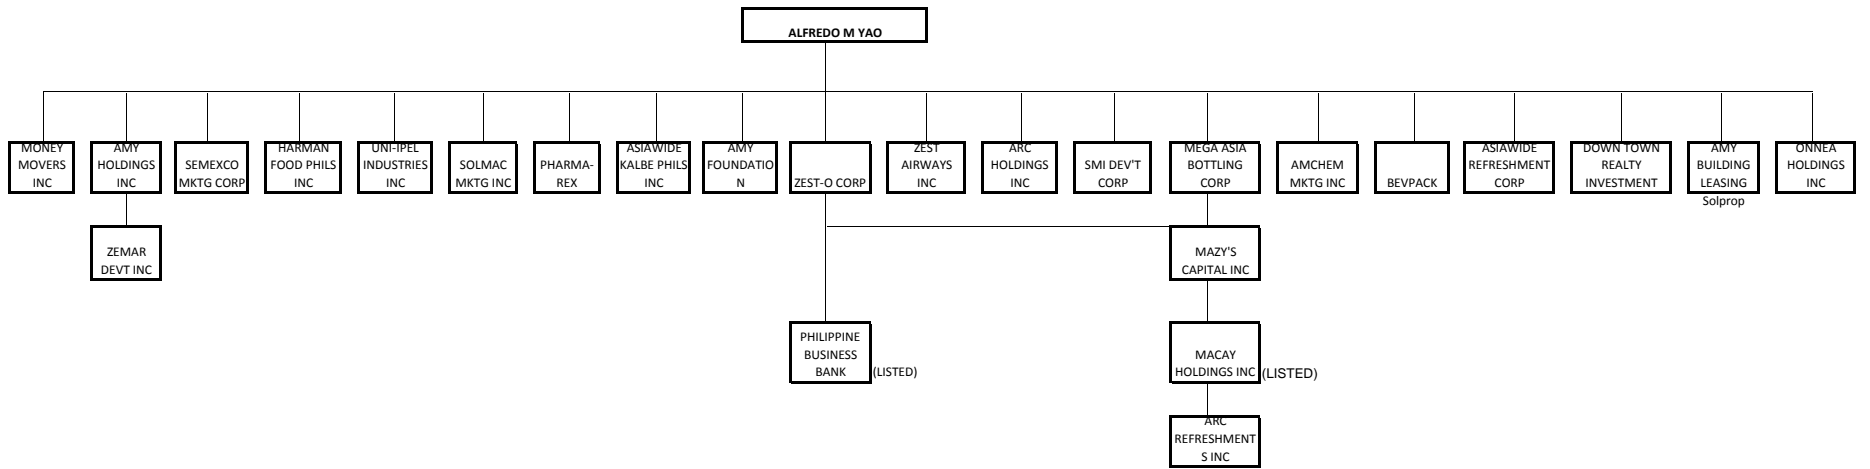 ALFREDO M YAO
MONEY
MOVERS
INC
AMY
HOLDINGS
INC
SEMEXCO
MKTG CORP
HARMAN
FOOD PHILS
INC
UNI-IPEL
INDUSTRIES
INC
SOLMAC
MKTG INC
PHARMA-
REX
ASIAWIDE
KALBE PHILS
INC
AMY
FOUNDATIO
N
ZEST-O CORP
ZEST
AIRWAYS
INC
ARC
HOLDINGS
INC
SMI DEV'T
CORP
MEGA ASIA
BOTTLING
CORP
AMCHEM
MKTG INC
BEVPACK
ASIAWIDE
REFRESHMENT
CORP
DOWN TOWN
REALTY
INVESTMENT
AMY
BUILDING
LEASING
Solprop
ONNEA
HOLDINGS
INC
ZEMAR
DEVT INC
MAZY'S
CAPITAL INC
PHILIPPINE
BUSINESS
BANK
(LISTED)
MACAY
HOLDINGS INC
(LISTED)
ARC
REFRESHMENT
S INC